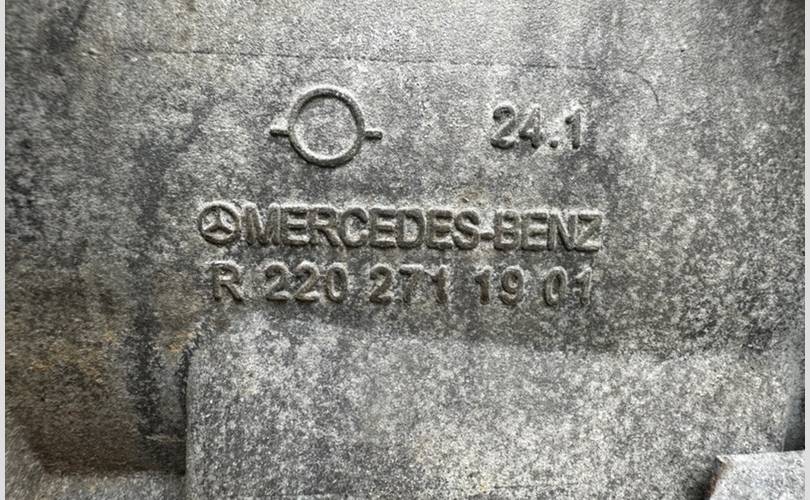 24.1
MERCEDES-BENZ
R 220 271 19 01